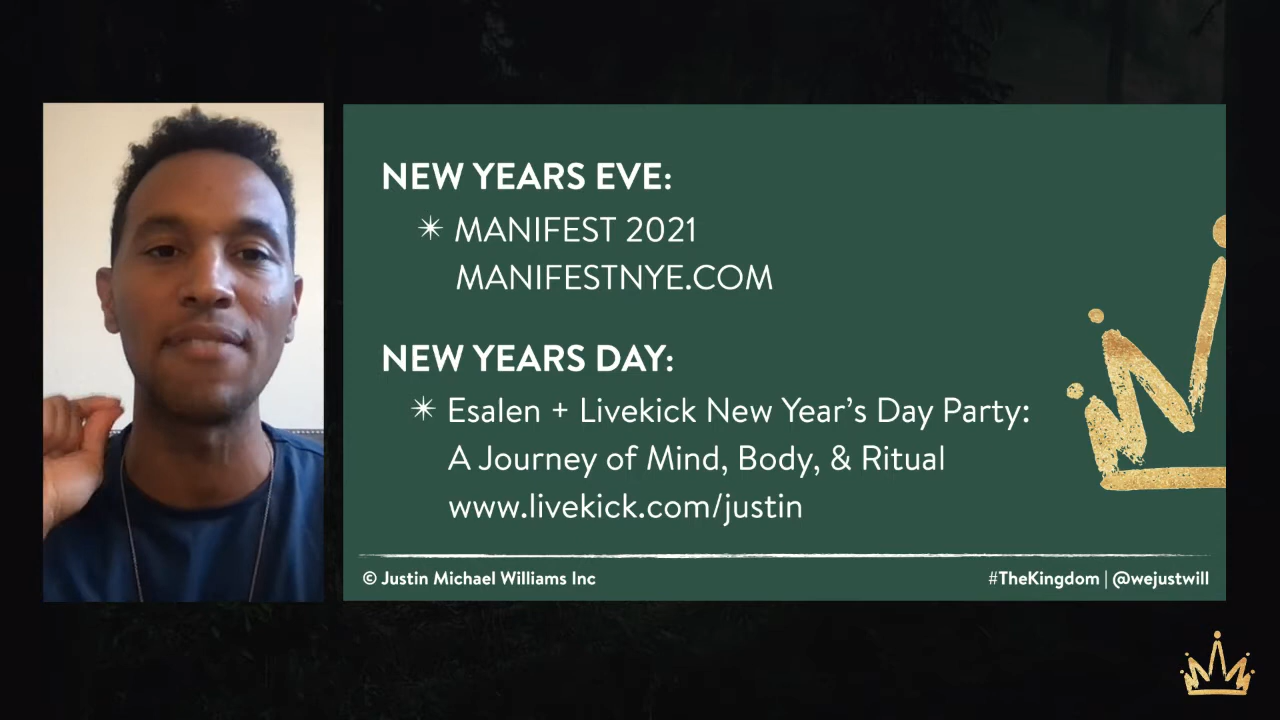 NEW YEARS EVE:
✴ MANIFEST 2021
MANIFESTNYE.COM
NEW YEARS DAY:
✴ Esalen + Livekick New Year’s Day Party:
A Journey of Mind, Body, & Ritual
www.livekick.com/justin
© Justin Michael Williams Inc
#TheKingdom | @wejustwill